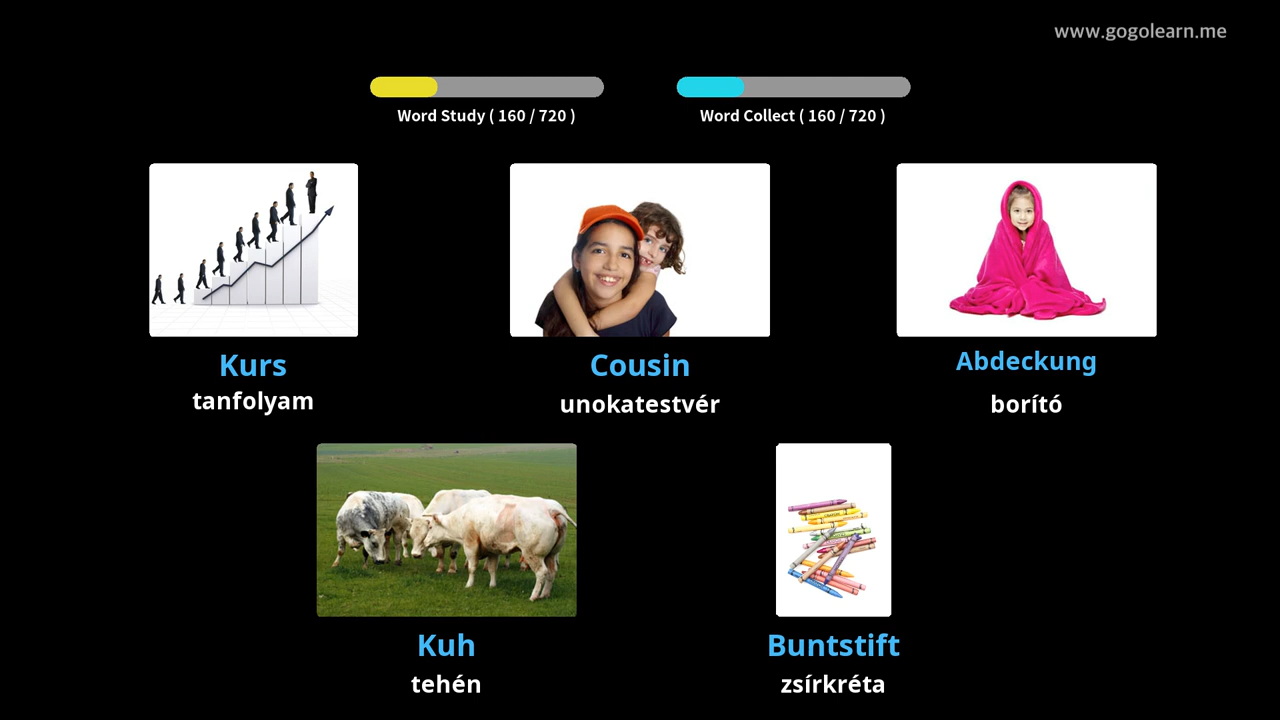 www.gogolearn.me
Word Study ( 160 / 720 )
Word Collect ( 160 / 720 )
Kurs
tanfolyam
Cousin
unokatestvér
Abdeckung
borító
Kuh
tehén
Buntstift
zsírkréta